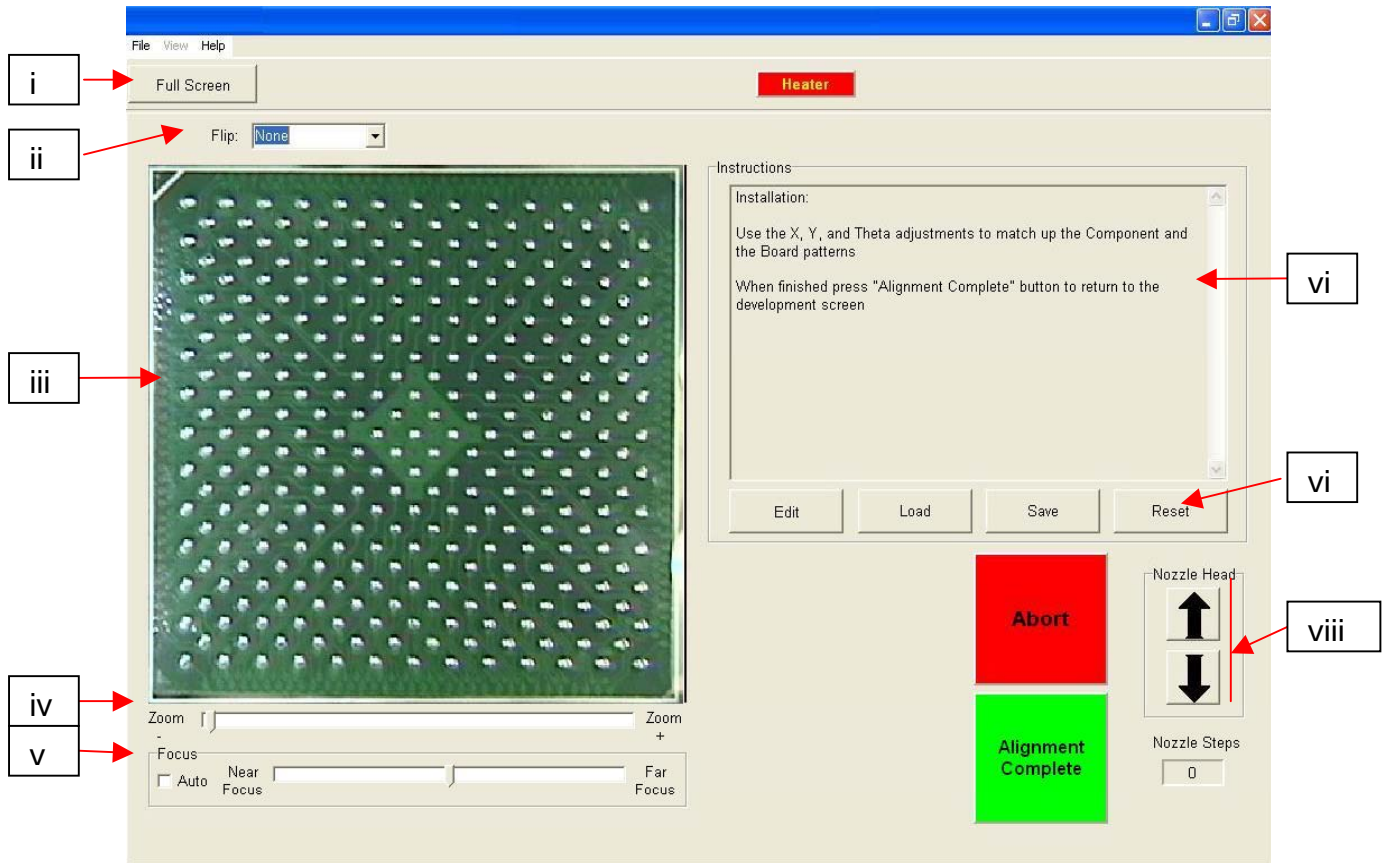 File View Help
i
Full Screen
Heater
ii
Flip: None
Instructions
Installation:
Use the X, Y, and Theta adjustments to match up the Component and
the Board patterns
When finished press "Alignment Complete" button to return to the
development screen
vi
iii
vi
Edit Load Save Reset
Nozzle Head
Abort
viii
iv
Zoom
-
Zoom
+
v
Focus
Auto
Near
Focus
Far
Focus
Alignment
Complete
Nozzle Steps
0